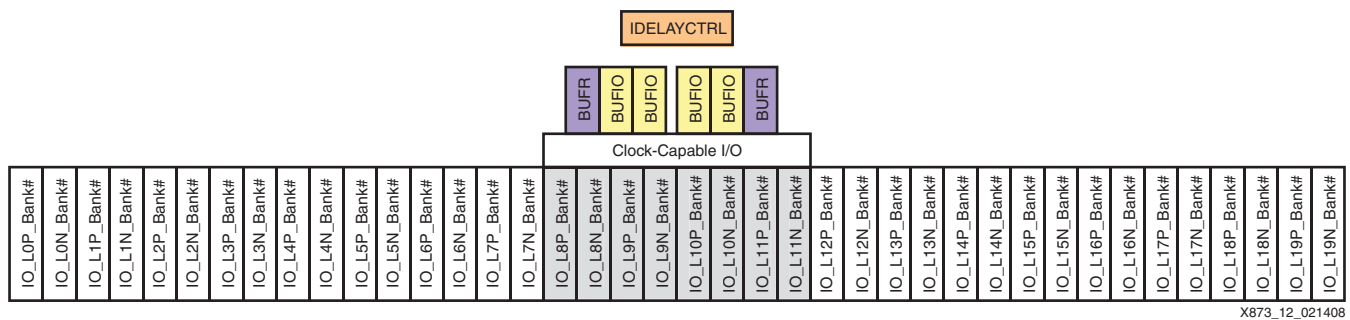 IDELAYCTRL
BUFR
BUFIO
BUFIO
BUFIO
BUFIO
BUFR
Clock-Capable I/O
IO_L0P_Bank#
IO_L0N_Bank#
IO_L1P_Bank#
IO_L1N_Bank#
IO_L2P_Bank#
IO_L2N_Bank#
IO_L3P_Bank#
IO_L3N_Bank#
IO_L4P_Bank#
IO_L4N_Bank#
IO_L5P_Bank#
IO_L5N_Bank#
IO_L6P_Bank#
IO_L6N_Bank#
IO_L7P_Bank#
IO_L7N_Bank#
IO_L8P_Bank#
IO_L8N_Bank#
IO_L9P_Bank#
IO_L9N_Bank#
IO_L10P_Bank#
IO_L10N_Bank#
IO_L11P_Bank#
IO_L11N_Bank#
IO_L12P_Bank#
IO_L12N_Bank#
IO_L13P_Bank#
IO_L13N_Bank#
IO_L14P_Bank#
IO_L14N_Bank#
IO_L15P_Bank#
IO_L15N_Bank#
IO_L16P_Bank#
IO_L16N_Bank#
IO_L17P_Bank#
IO_L17N_Bank#
IO_L18P_Bank#
IO_L18N_Bank#
IO_L19P_Bank#
IO_L19N_Bank#
X873_12_021408